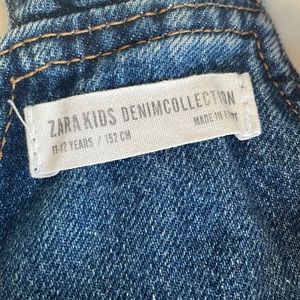 ZARA KIDS DENIMCOLLECTION
11-12 YEARS / 152 CM
MADE IN